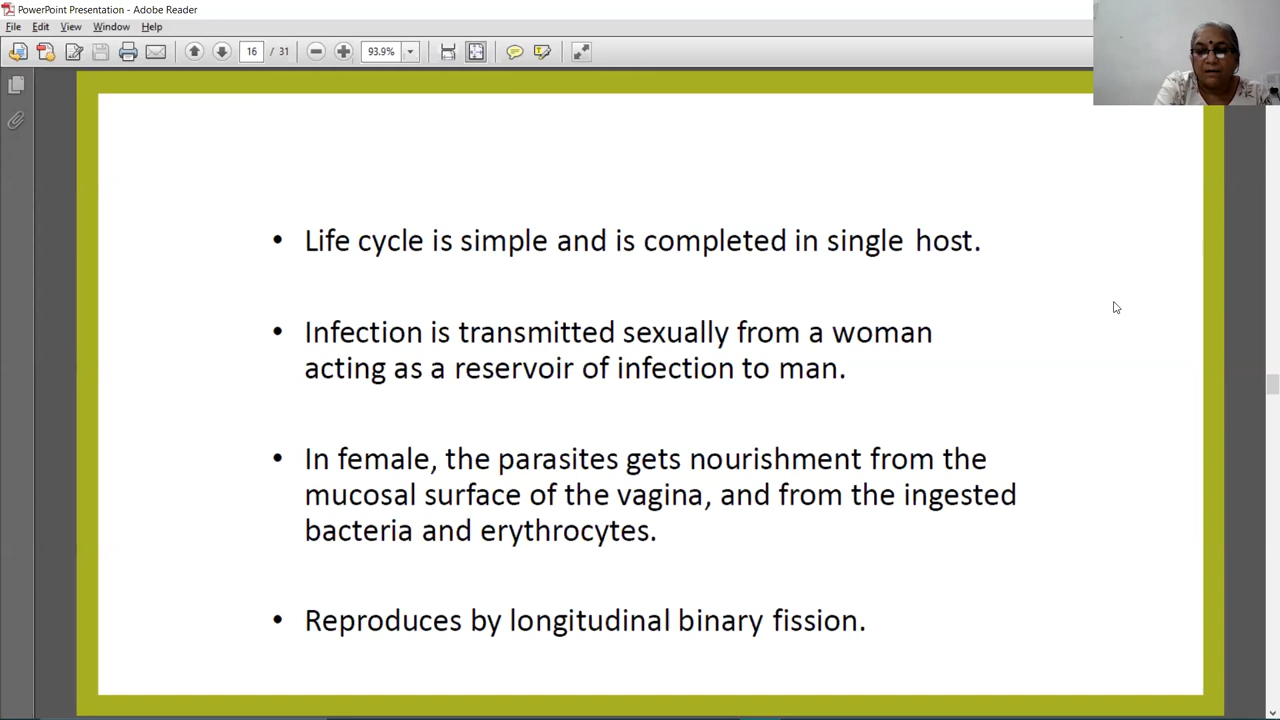 PowerPoint Presentation - Adobe Reader
File Edit View Window Help
16 / 31 93.9%
• Life cycle is simple and is completed in single host.
• Infection is transmitted sexually from a woman
acting as a reservoir of infection to man.
• In female, the parasites gets nourishment from the
mucosal surface of the vagina, and from the ingested
bacteria and erythrocytes.
• Reproduces by longitudinal binary fission.